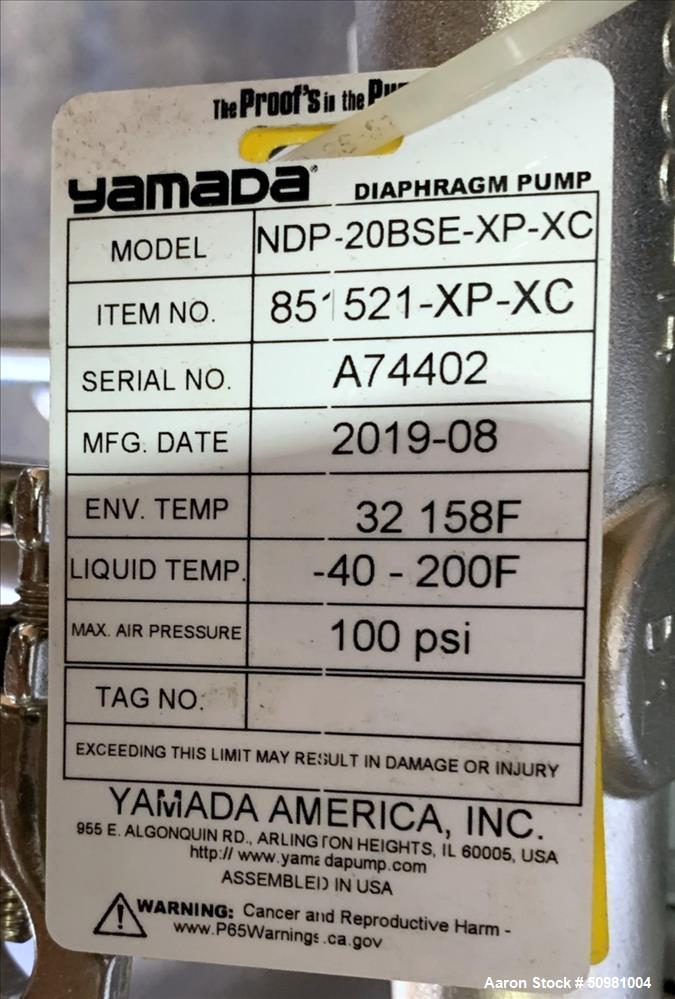 The Proof's in the
yamada® DIAPHRAGM PUMP
MODEL NDP-20BSE-XP-XC
ITEM NO. 851521-XP-XC
SERIAL NO. A74402
MFG. DATE 2019-08
ENV. TEMP 32 158F
LIQUID TEMP. -40 - 200F
MAX. AIR PRESSURE 100 psi
TAG NO.
EXCEEDING THIS LIMIT MAY RESULT IN DAMAGE OR INJURY
YAMADA AMERICA, INC.
955 E. ALGONQUIN RD., ARLINGTON HEIGHTS, IL 60005, USA
http:// www.yamadapump.com
ASSEMBLED IN USA
WARNING: Cancer and Reproductive Harm -
www.P65Warnings.ca.gov
Aaron Stock # 50981004